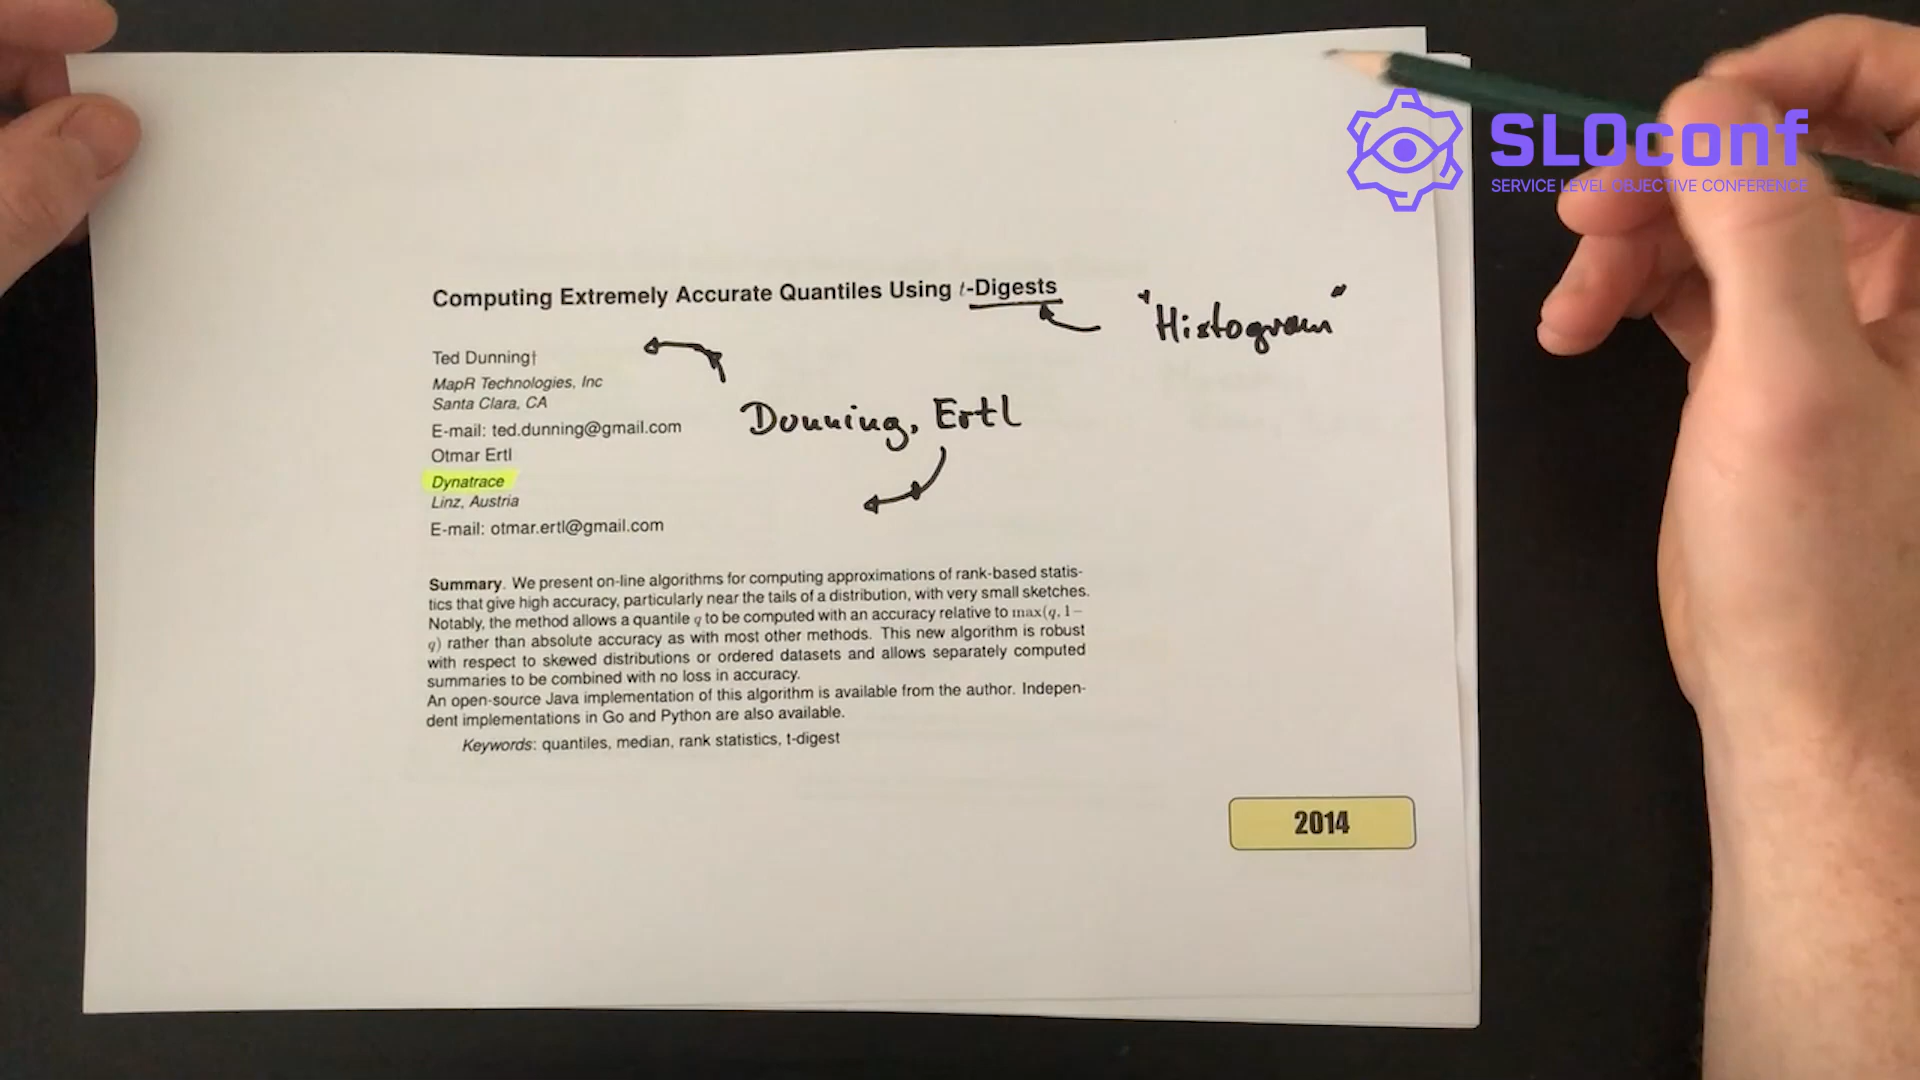 SLOconf
SERVICE LEVEL OBJECTIVE CONFERENCE
Computing Extremely Accurate Quantiles Using t-Digests
"Histogram"
Ted Dunning†
MapR Technologies, Inc
Santa Clara, CA
E-mail: ted.dunning@gmail.com
Dunning, Ertl
Otmar Ertl
Dynatrace
Linz, Austria
E-mail: otmar.ertl@gmail.com
Summary. We present on-line algorithms for computing approximations of rank-based statis-
tics that give high accuracy, particularly near the tails of a distribution, with very small sketches.
Notably, the method allows a quantile q to be computed with an accuracy relative to max(q, 1−
q) rather than absolute accuracy as with most other methods. This new algorithm is robust
with respect to skewed distributions or ordered datasets and allows separately computed
summaries to be combined with no loss in accuracy.
An open-source Java implementation of this algorithm is available from the author. Indepen-
dent implementations in Go and Python are also available.
Keywords: quantiles, median, rank statistics, t-digest
2014